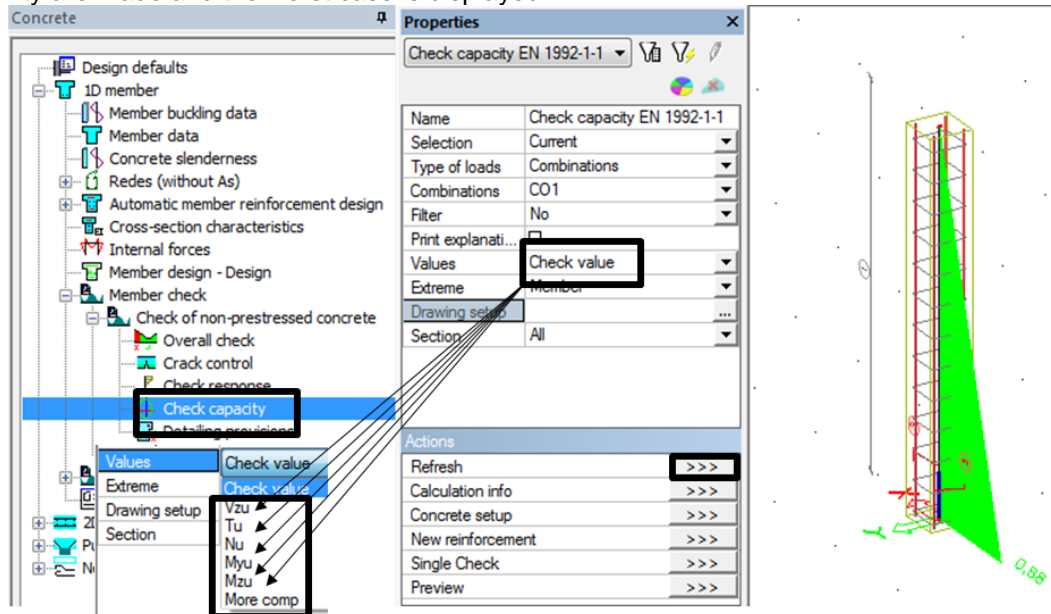 Concrete
Design defaults
1D member
Member buckling data
Member data
Concrete slenderness
Redes (without As)
Automatic member reinforcement design
Cross-section characteristics
Internal forces
Member design - Design
Member check
Check of non-prestressed concrete
Overall check
Crack control
Check response
Check capacity
Detailing provisions
Values Check value
Extreme Check value
Drawing setup Vzu
Section Tu
Nu
Myu
Mzu
More comp
Properties
Check capacity EN 1992-1-1
Name Check capacity EN 1992-1-1
Selection Current
Type of loads Combinations
Combinations CO1
Filter No
Print explanati...
Values Check value
Extreme Member
Drawing setup ...
Section All
Actions
Refresh >>>
Calculation info >>>
Concrete setup >>>
New reinforcement >>>
Single Check >>>
Preview >>>
Y
0,88